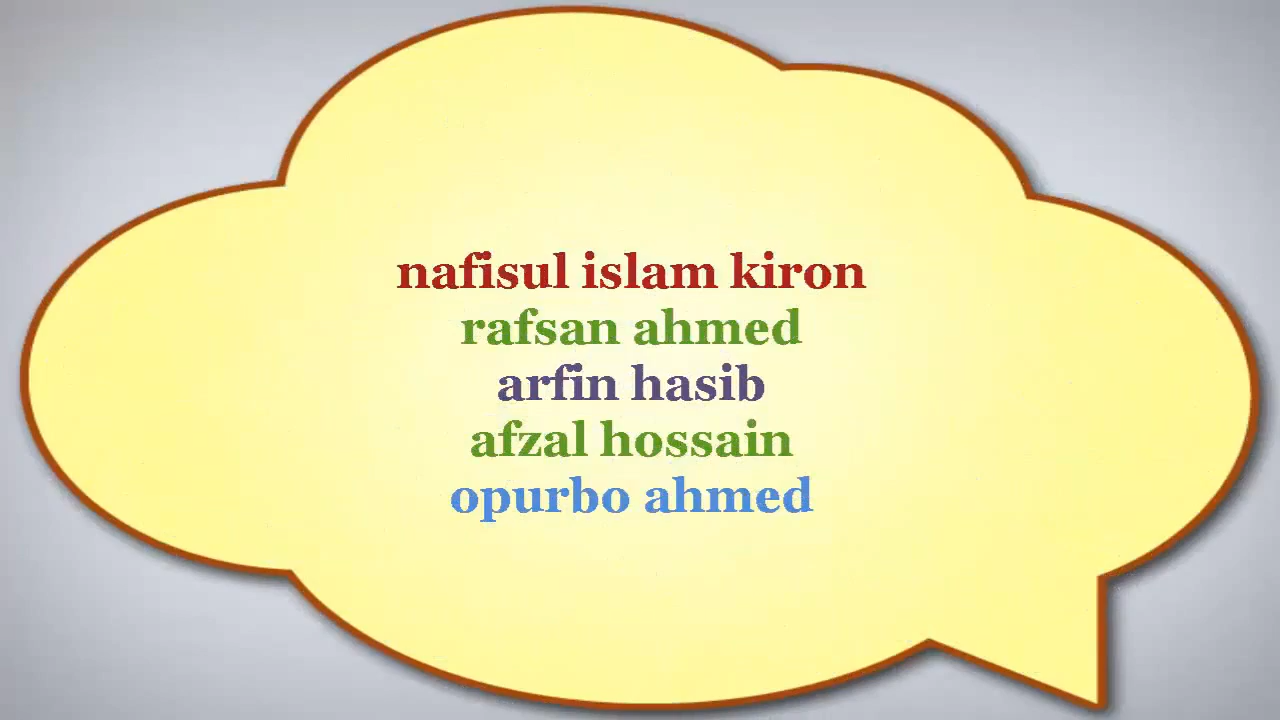 nafisul islam kiron
rafsan ahmed
arfin hasib
afzal hossain
opurbo ahmed